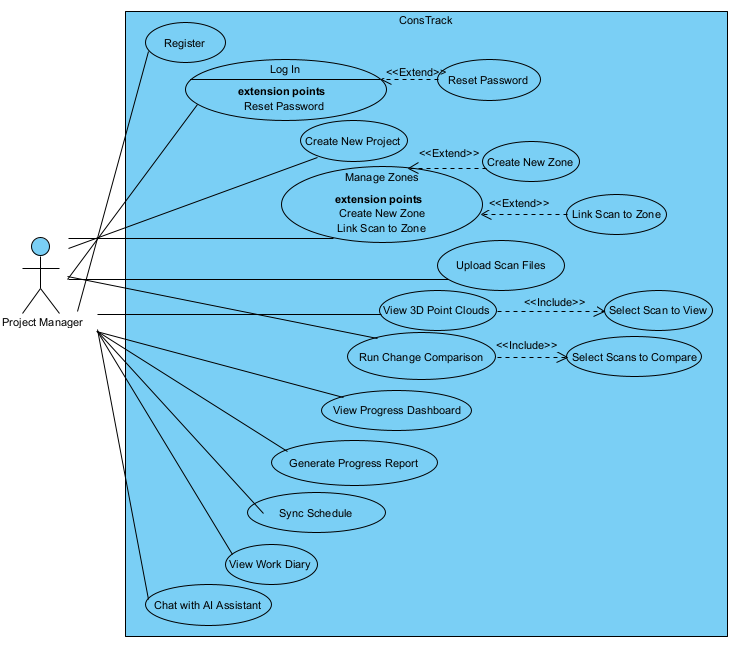 ConsTrack
Register
Log In
extension points
Reset Password
<<Extend>>
Reset Password
Create New Project
<<Extend>>
Create New Zone
Manage Zones
extension points
Create New Zone
Link Scan to Zone
<<Extend>>
Link Scan to Zone
Upload Scan Files
View 3D Point Clouds
<<Include>>
Select Scan to View
Project Manager
Run Change Comparison
<<Include>>
Select Scans to Compare
View Progress Dashboard
Generate Progress Report
Sync Schedule
View Work Diary
Chat with AI Assistant